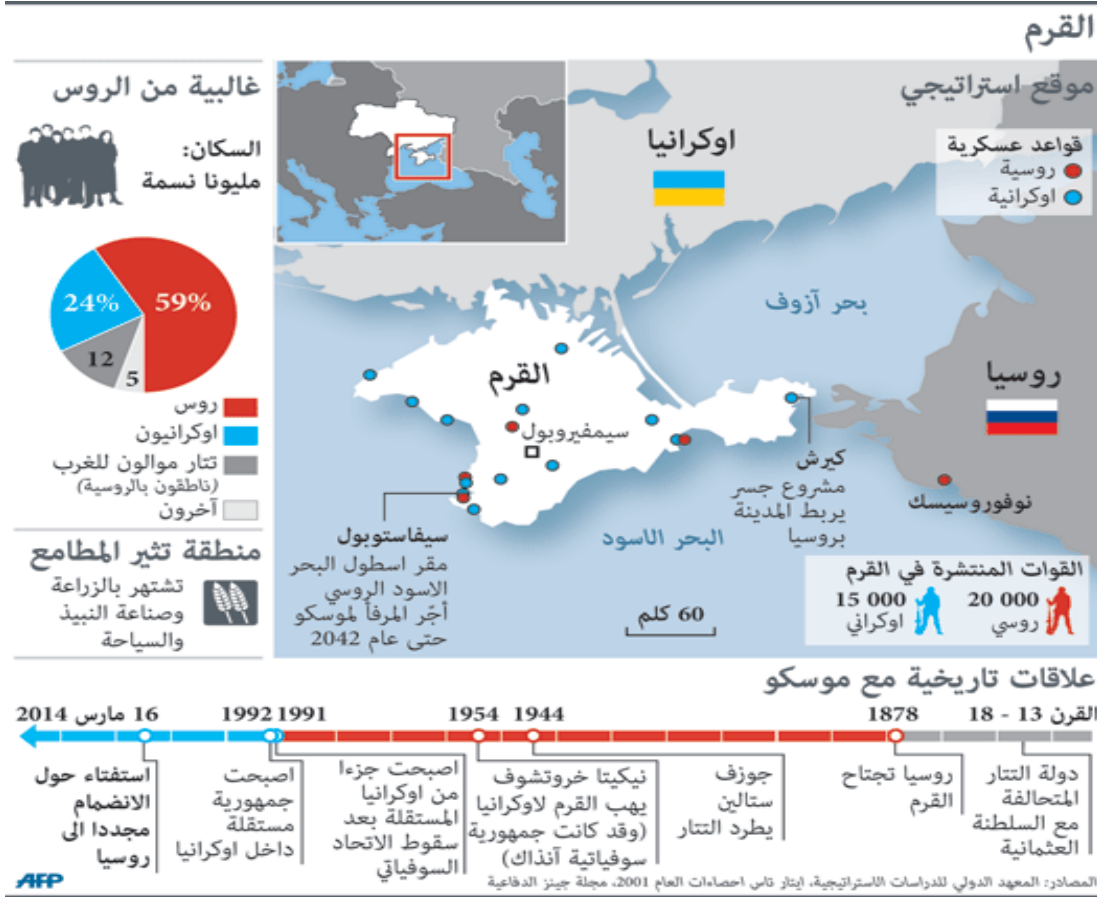 القرم
موقع استراتيجي
قواعد عسكرية
روسية
اوكرانية
اوكرانيا
بحر آزوف
روسيا
القرم
سيمفيروبول
كيرش
مشروع جسر
يربط المدينة
بروسيا
نوفوروسيسك
البحر الاسود
سيفاستوبول
مقر اسطول البحر
الاسود الروسي
أجّر المرفأ لموسكو
حتى عام 2042
60 كلم
القوات المنتشرة في القرم
20 000
روسي
15 000
اوكراني
غالبية من الروس
السكان:
مليونا نسمة
59%
24%
12
5
روس
اوكرانيون
تتار موالون للغرب
(ناطقون بالروسية)
آخرون
منطقة تثير المطامع
تشتهر بالزراعة
وصناعة النبيذ
والسياحة
علاقات تاريخية مع موسكو
القرن 13 - 18
دولة التتار
المتحالفة
مع السلطنة
العثمانية
1878
روسيا تجتاح
القرم
1944
جوزف
ستالين
يطرد التتار
1954
نيكيتا خروتشوف
يهب القرم لاوكرانيا
(وقد كانت جمهورية
سوفياتية آنذاك)
1991
اصبحت جزءا
من اوكرانيا
المستقلة بعد
سقوط الاتحاد
السوفياتي
1992
اصبحت
جمهورية
مستقلة
داخل اوكرانيا
16 مارس 2014
استفتاء حول
الانضمام
مجددا الى
روسيا
المصادر: المعهد الدولي للدراسات الاستراتيجية، ايتار تاس احصاءات العام 2001، مجلة جينز الدفاعية
AFP